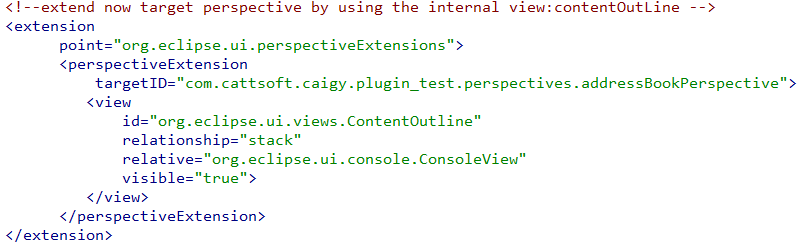 <!--extend now target perspective by using the internal view:contentOutLine -->
<extension
point="org.eclipse.ui.perspectiveExtensions">
<perspectiveExtension
targetID="com.cattsoft.caigy.plugin_test.perspectives.addressBookPerspective">
<view
id="org.eclipse.ui.views.ContentOutline"
relationship="stack"
relative="org.eclipse.ui.console.ConsoleView"
visible="true">
</view>
</perspectiveExtension>
</extension>